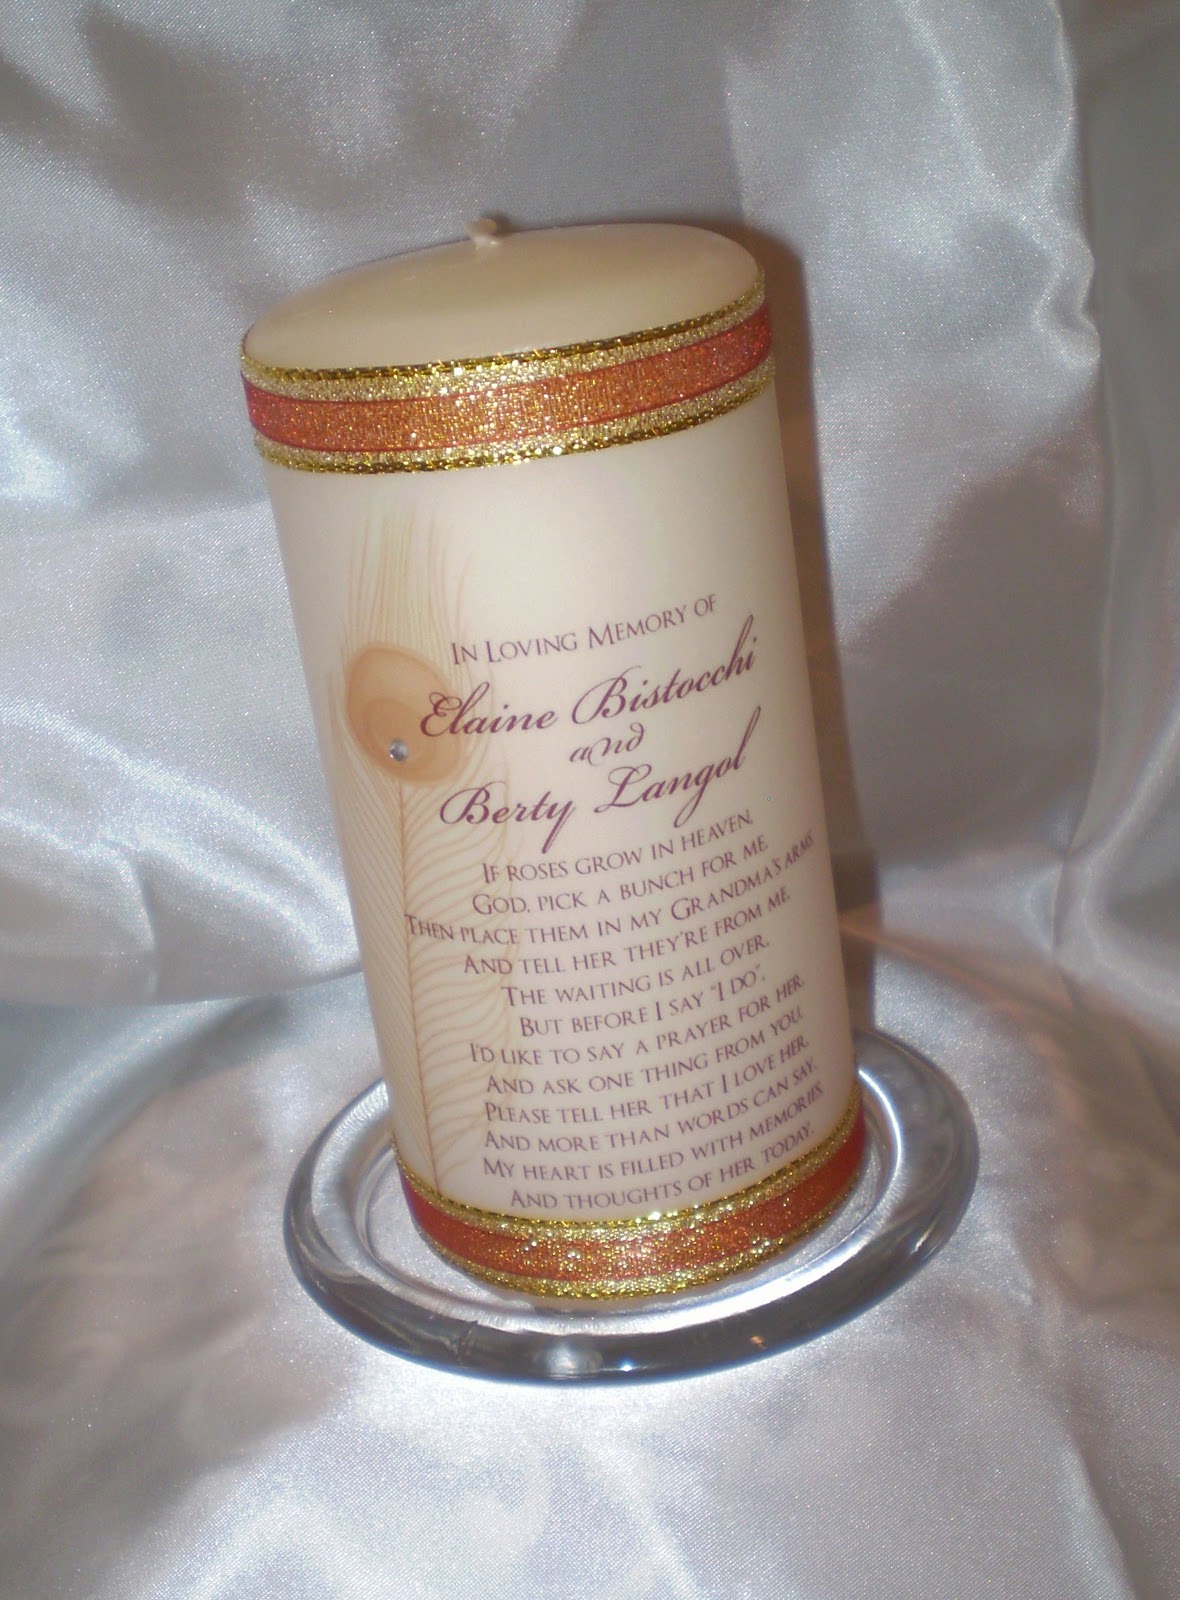 In Loving Memory of
Elaine Bistocchi
and
Berty Langol
If roses grow in heaven,
God, pick a bunch for me.
Then place them in my Grandma's arms
And tell her they're from me.
The waiting is all over,
But before I say "I do",
I'd like to say a prayer for her,
And ask one thing from you.
Please tell her that I love her,
And more than words can say.
My heart is filled with memories
And thoughts of her today.